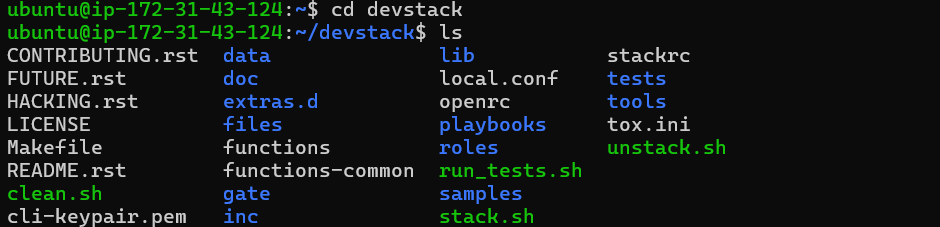 ubuntu@ip-172-31-43-124:~$ cd devstack
ubuntu@ip-172-31-43-124:~/devstack$ ls
CONTRIBUTING.rst  data              lib           stackrc
FUTURE.rst        doc               local.conf    tests
HACKING.rst       extras.d          openrc        tools
LICENSE           files             playbooks     tox.ini
Makefile          functions         roles         unstack.sh
README.rst        functions-common  run_tests.sh
clean.sh          gate              samples
cli-keypair.pem   inc               stack.sh